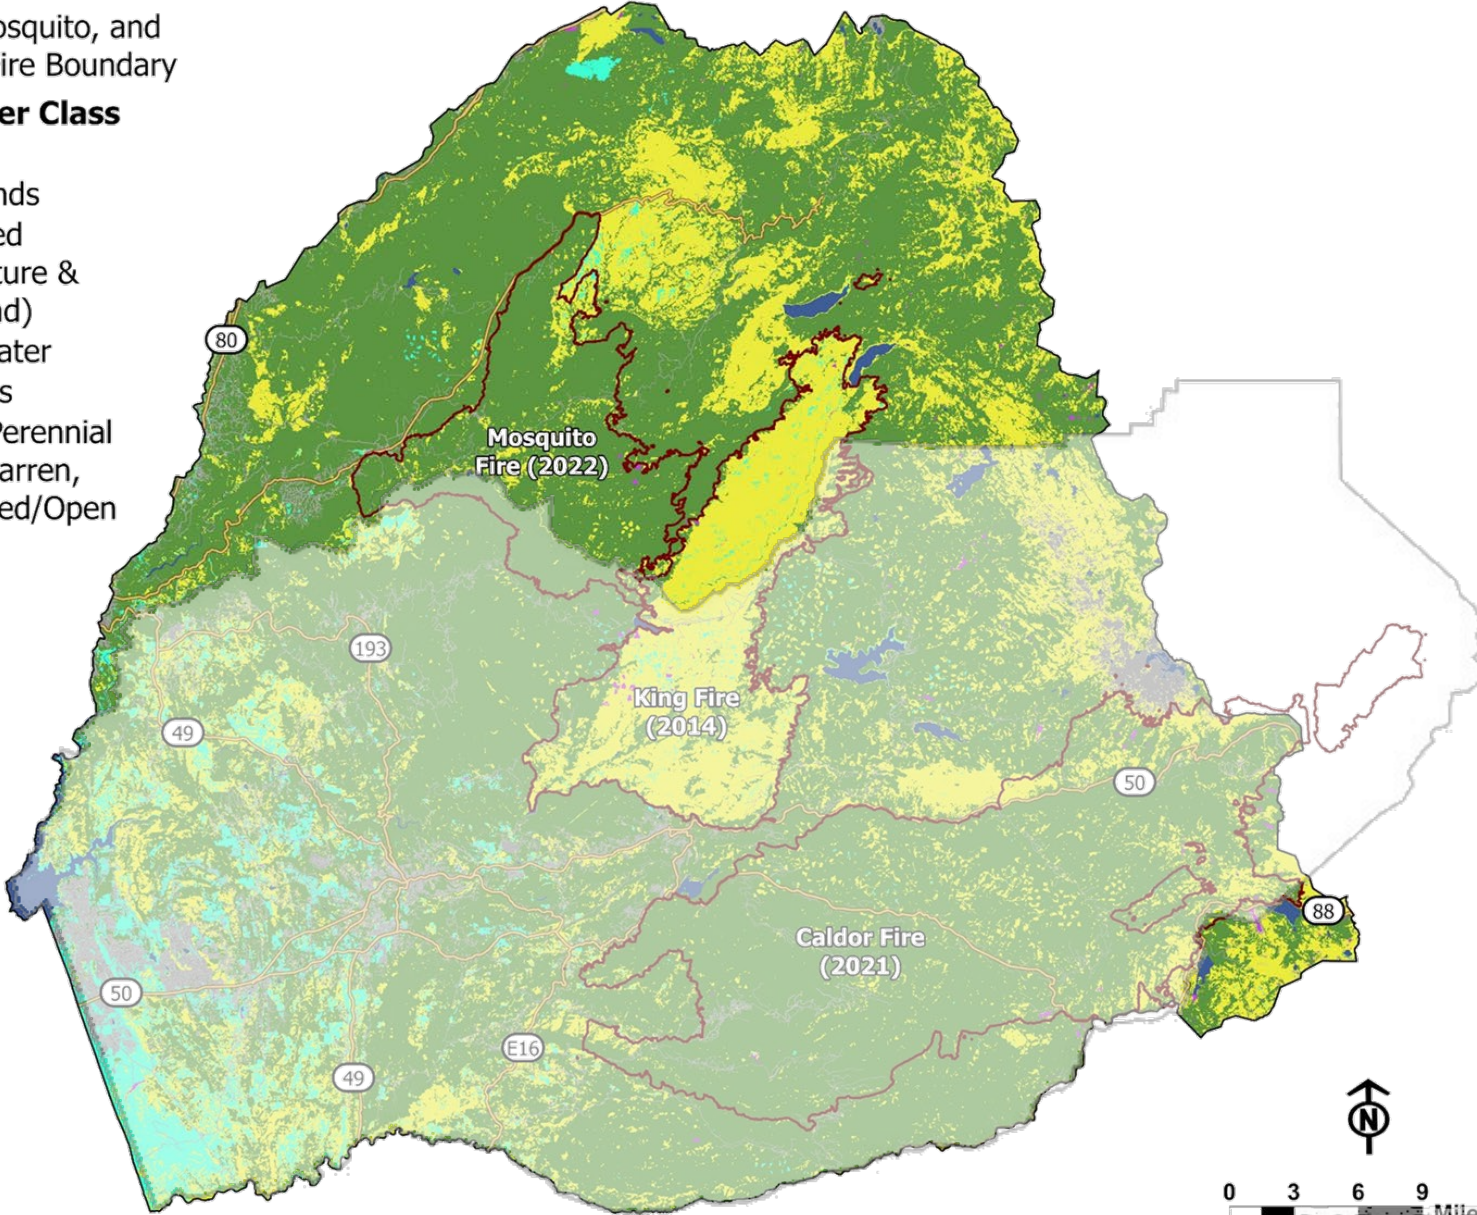 osquito, and
ire Boundary
er Class
nds
ed
ture &
nd)
ater
s
Perennial
arren,
ed/Open
80
Mosquito
Fire (2022)
193
49
King Fire
(2014)
50
88
Caldor Fire
(2021)
50
E16
49
N
0 3 6 9
Mile